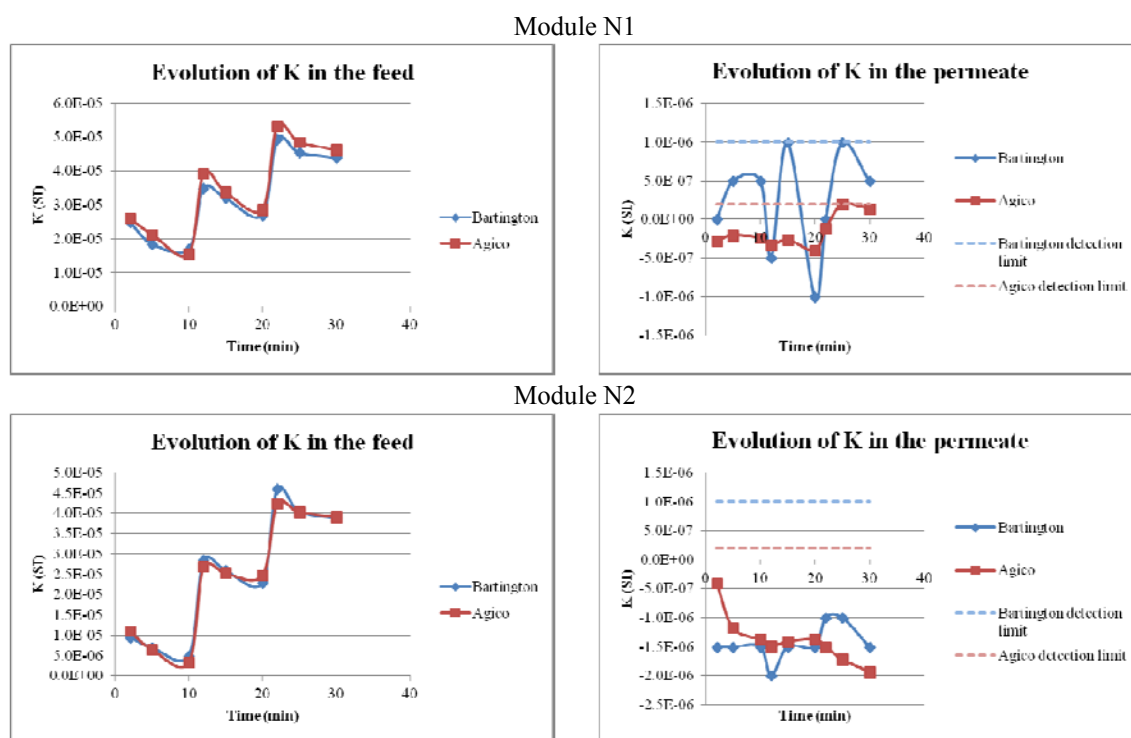 Module N1
Evolution of K in the feed
K (SI)
6.0E-05
5.0E-05
4.0E-05
3.0E-05
2.0E-05
1.0E-05
0.0E+00
0 10 20 30 40
Time (min)
Bartington
Agico
Evolution of K in the permeate
K (SI)
1.5E-06
1.0E-06
5.0E-07
0.0E+00
-5.0E-07
-1.0E-06
-1.5E-06
0 10 20 30 40
Time (min)
Bartington
Agico
Bartington detection
limit
Agico detection limit
Module N2
Evolution of K in the feed
K (SI)
5.0E-05
4.5E-05
4.0E-05
3.5E-05
3.0E-05
2.5E-05
2.0E-05
1.5E-05
1.0E-05
5.0E-06
0.0E+00
0 10 20 30 40
Time (min)
Bartington
Agico
Evolution of K in the permeate
K (SI)
1.5E-06
1.0E-06
5.0E-07
0.0E+00
-5.0E-07
-1.0E-06
-1.5E-06
-2.0E-06
-2.5E-06
0 10 20 30 40
Time (min)
Bartington
Agico
Bartington detection
limit
Agico detection limit